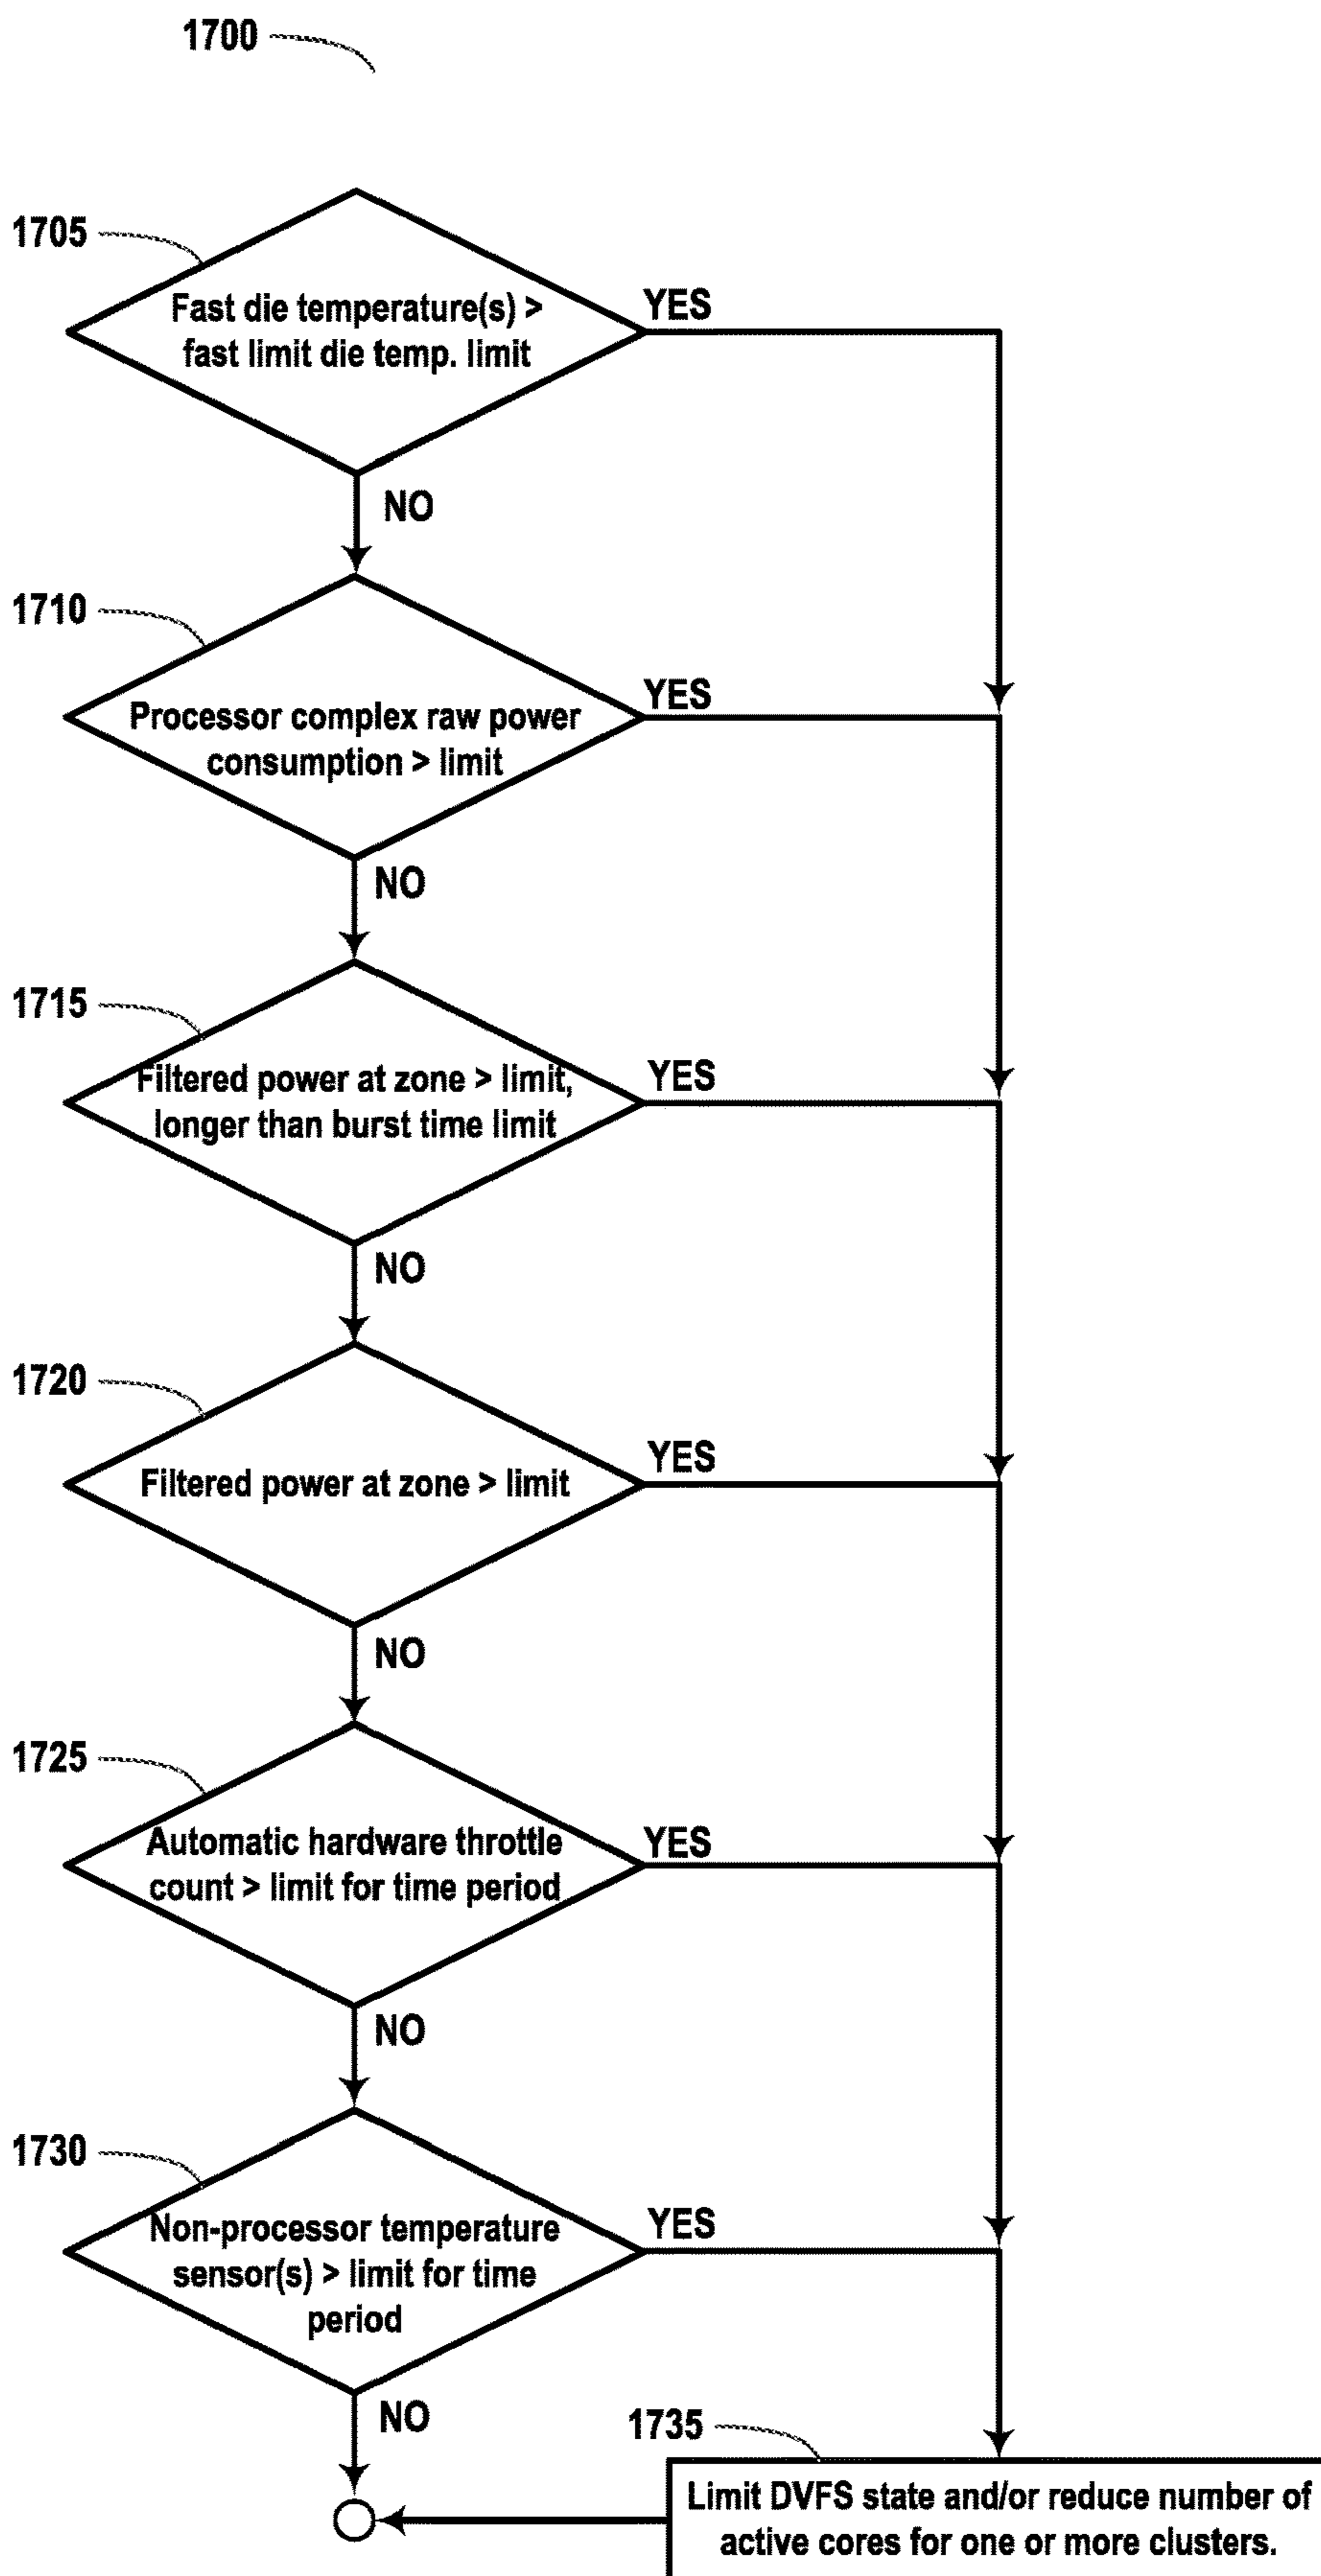 1700
1705
Fast die temperature(s) >
fast limit die temp. limit
YES
NO
1710
Processor complex raw power
consumption > limit
YES
NO
1715
Filtered power at zone > limit,
longer than burst time limit
YES
NO
1720
Filtered power at zone > limit
YES
NO
1725
Automatic hardware throttle
count > limit for time period
YES
NO
1730
Non-processor temperature
sensor(s) > limit for time
period
YES
NO
1735
Limit DVFS state and/or reduce number of
active cores for one or more clusters.